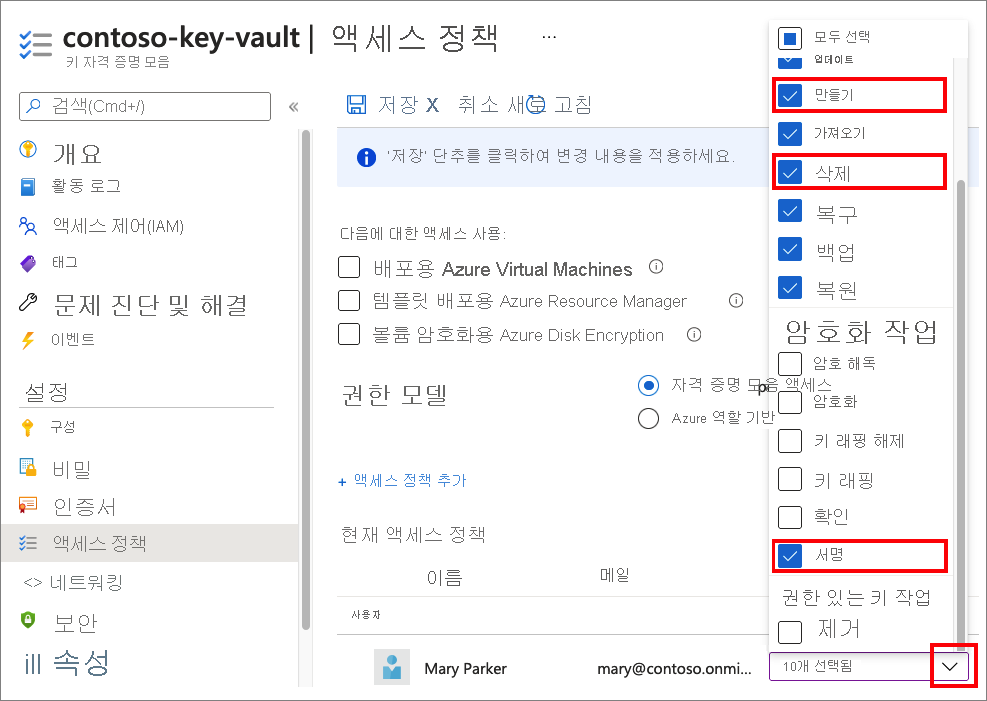 contoso-key-vault | 액세스 정책 ...
키 자격 증명 모음
검색(Cmd+/) «
개요
활동 로그
액세스 제어(IAM)
태그
문제 진단 및 해결
이벤트
설정
구성
비밀
인증서
액세스 정책
<> 네트워킹
보안
속성
저장 X 취소 새 고침
'저장' 단추를 클릭하여 변경 내용을 적용하세요.
다음에 대한 액세스 사용:
배포용 Azure Virtual Machines
템플릿 배포용 Azure Resource Manager
볼륨 암호화용 Azure Disk Encryption
권한 모델
자격 증명 모음 액세스
Azure 역할 기반
+ 액세스 정책 추가
현재 액세스 정책
이름 메일
사용자
Mary Parker mary@contoso.onmi...
모두 선택
업데이트
만들기
가져오기
삭제
복구
백업
복원
암호화 작업
암호 해독
암호화
키 래핑 해제
키 래핑
확인
서명
권한 있는 키 작업
제거
10개 선택됨